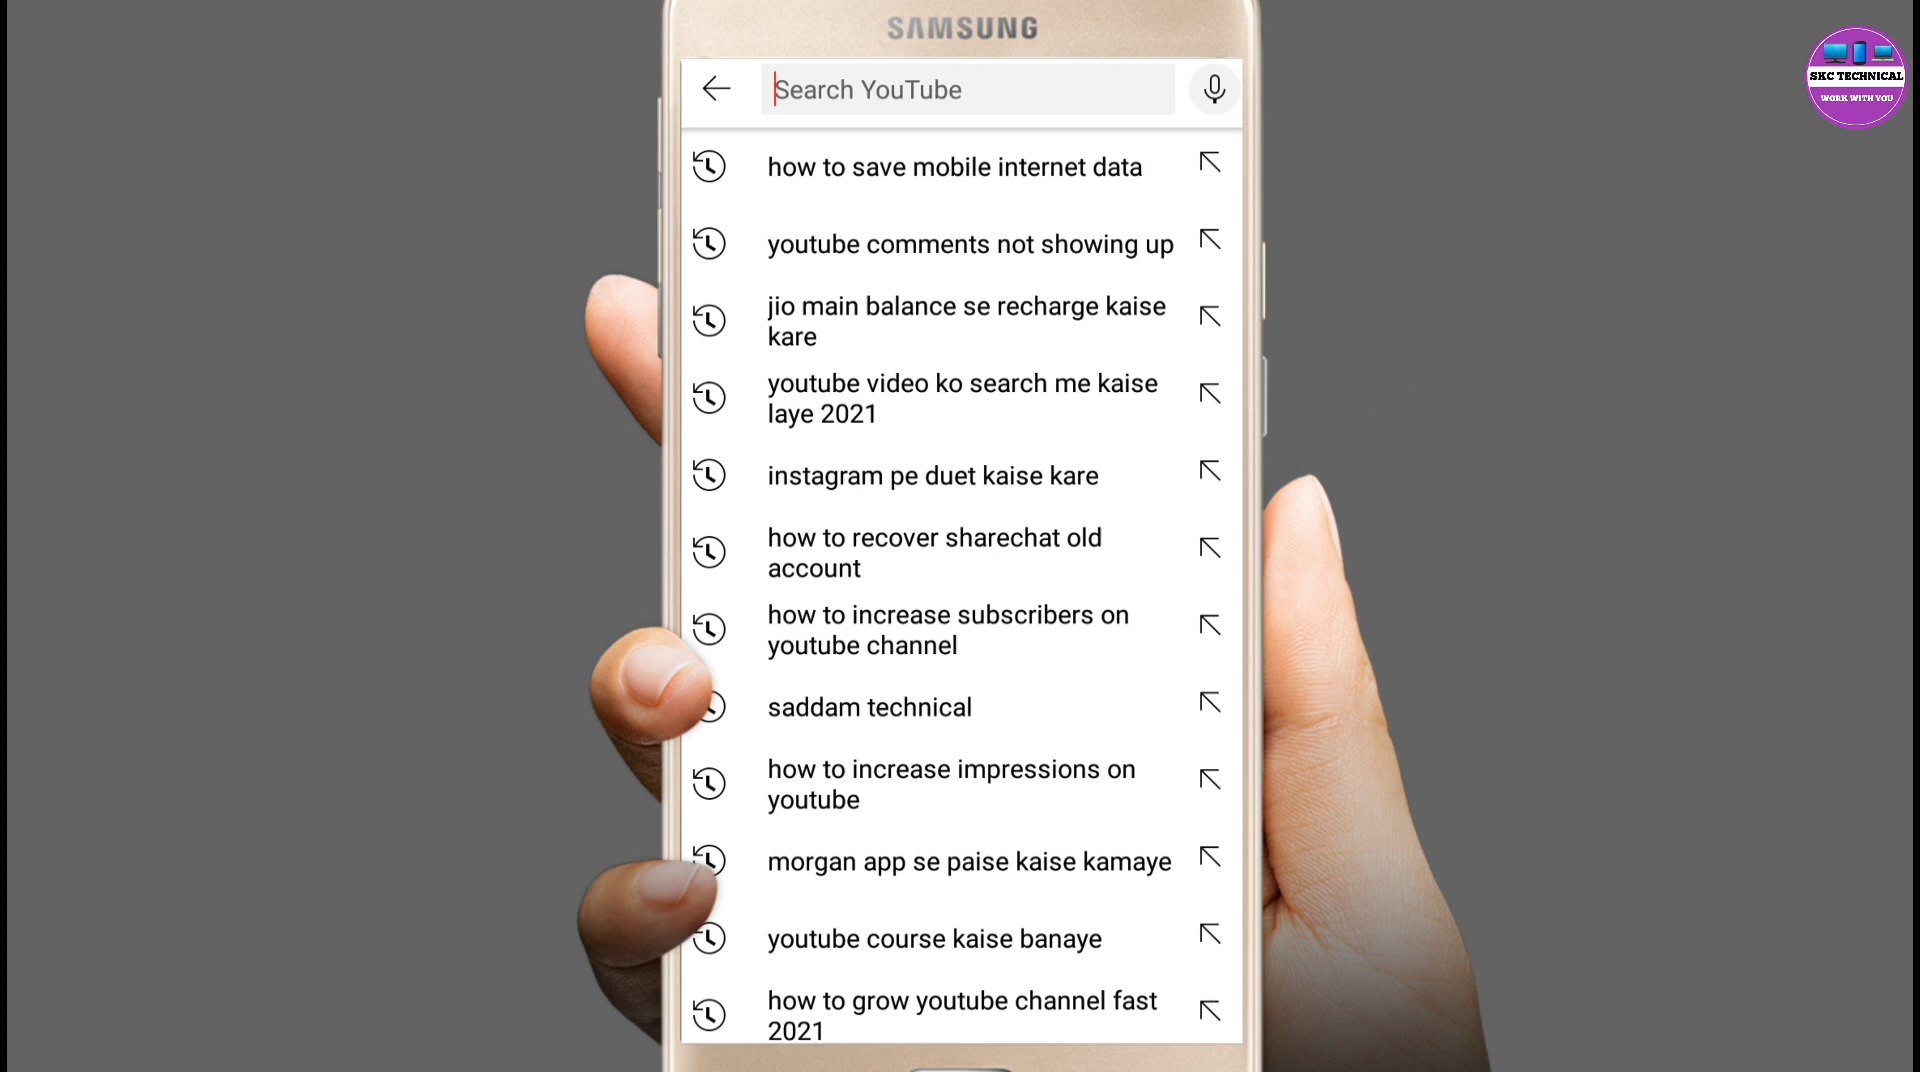 SAMSUNG
Search YouTube
how to save mobile internet data
youtube comments not showing up
jio main balance se recharge kaise
kare
youtube video ko search me kaise
laye 2021
instagram pe duet kaise kare
how to recover sharechat old
account
how to increase subscribers on
youtube channel
saddam technical
how to increase impressions on
youtube
morgan app se paise kaise kamaye
youtube course kaise banaye
how to grow youtube channel fast
2021
SKC TECHNICAL
WORK WITH YOU